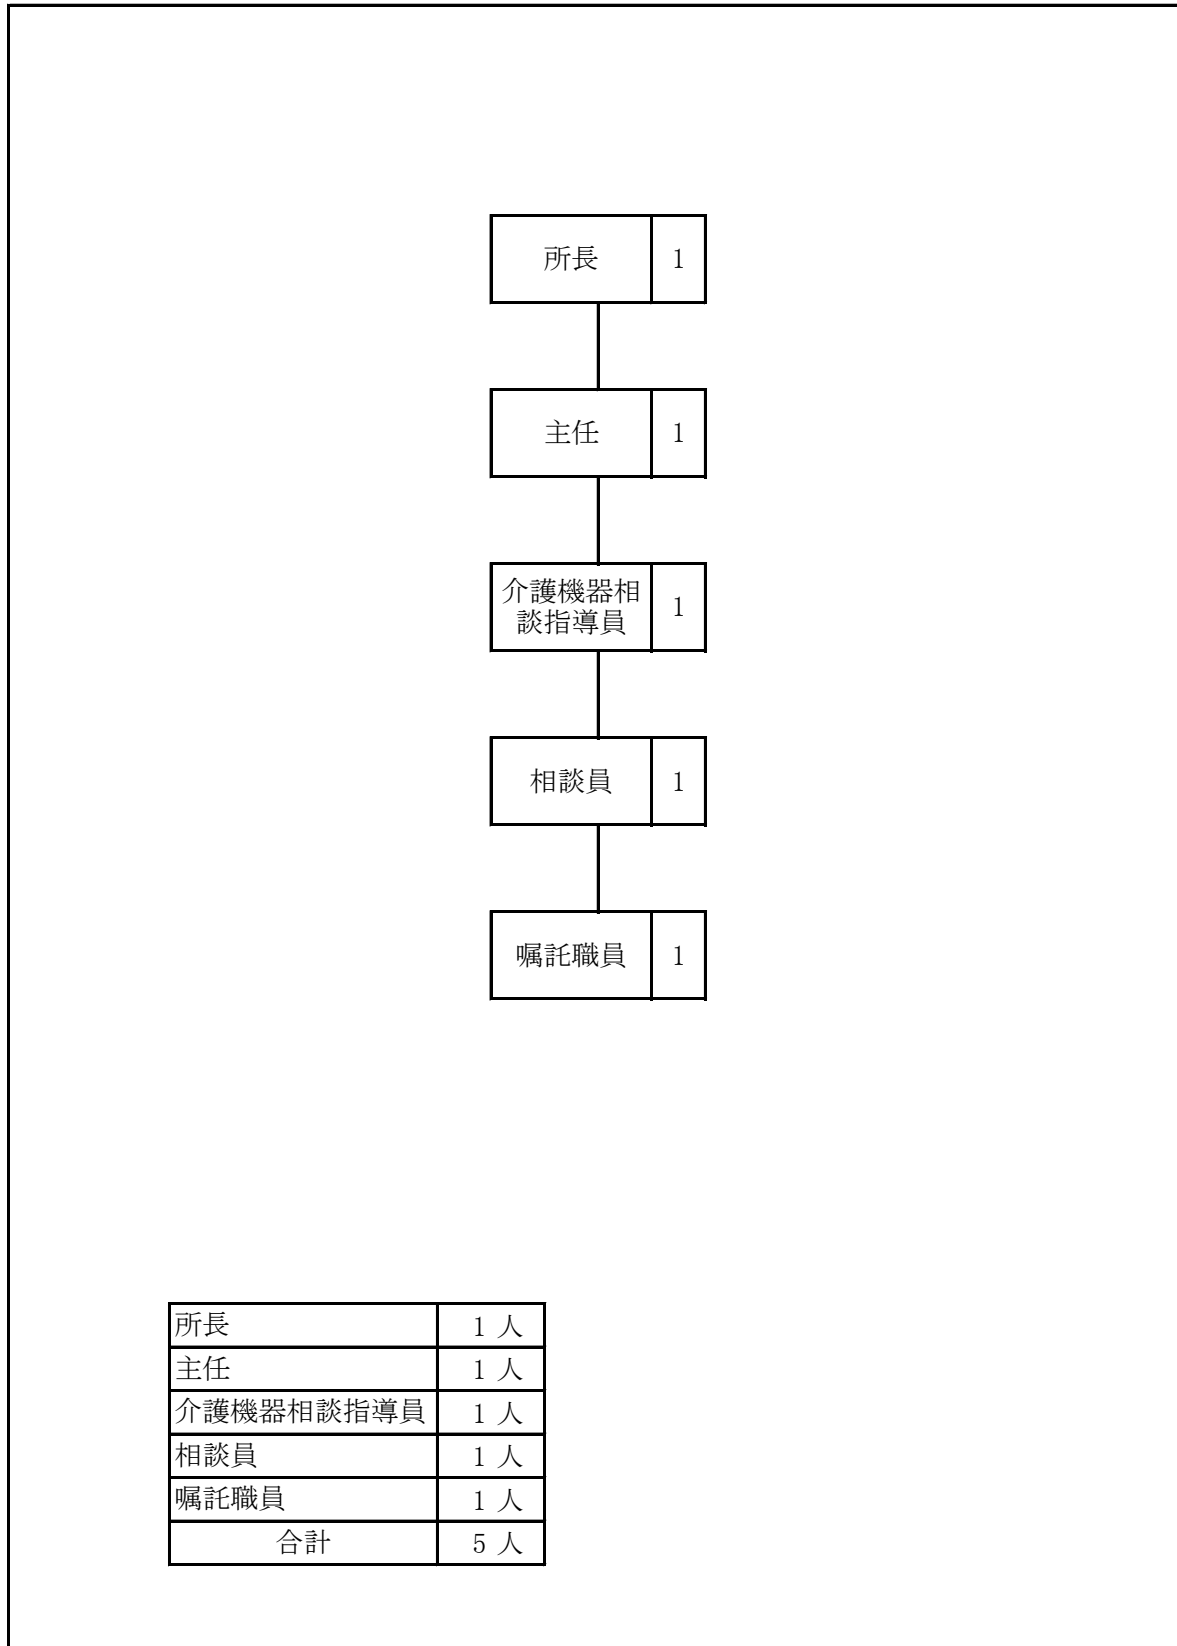 所長 1
主任 1
介護機器相
談指導員 1
相談員 1
嘱託職員 1
所長 1 人
主任 1 人
介護機器相談指導員 1 人
相談員 1 人
嘱託職員 1 人
合計 5 人